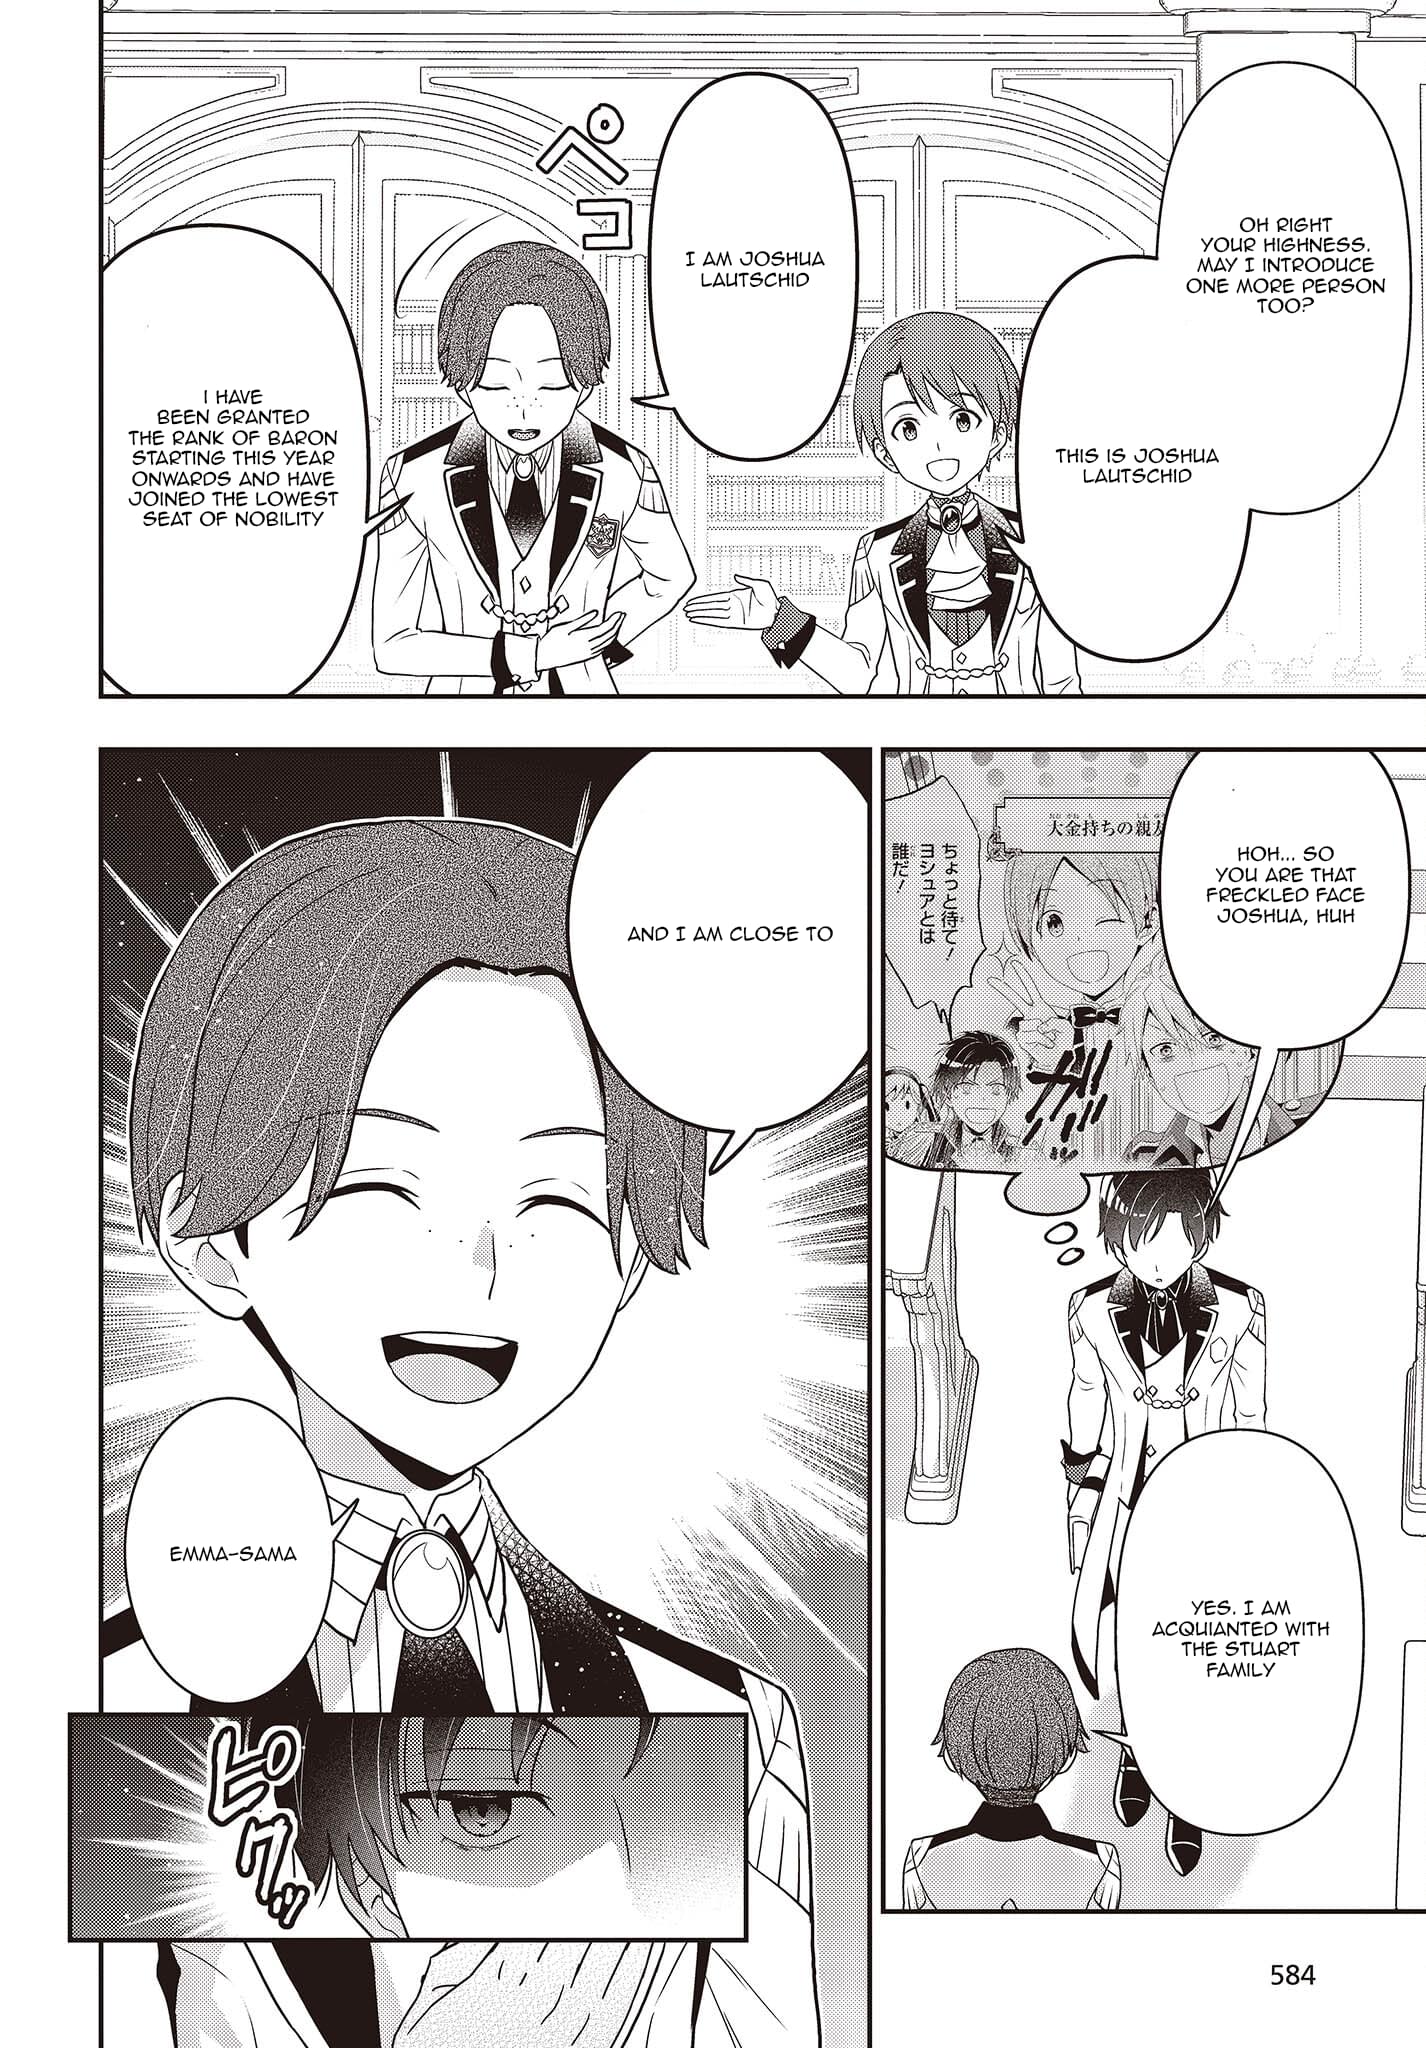 OH RIGHT
YOUR HIGHNESS.
MAY I INTRODUCE
ONE MORE PERSON
TOO?
THIS IS JOSHUA
LAUTSCHID
I AM JOSHUA
LAUTSCHID
ペコ
I HAVE
BEEN GRANTED
THE RANK OF BARON
STARTING THIS YEAR
ONWARDS AND HAVE
JOINED THE LOWEST
SEAT OF NOBILITY
HOH... SO
YOU ARE THAT
FRECKLED FACE
JOSHUA, HUH
大金持ちの親友
ちょっと待て！
ヨシュアとは
誰だ！
YES. I AM
ACQUIANTED WITH
THE STUART
FAMILY
AND I AM CLOSE TO
EMMA-SAMA
ピクッ
584